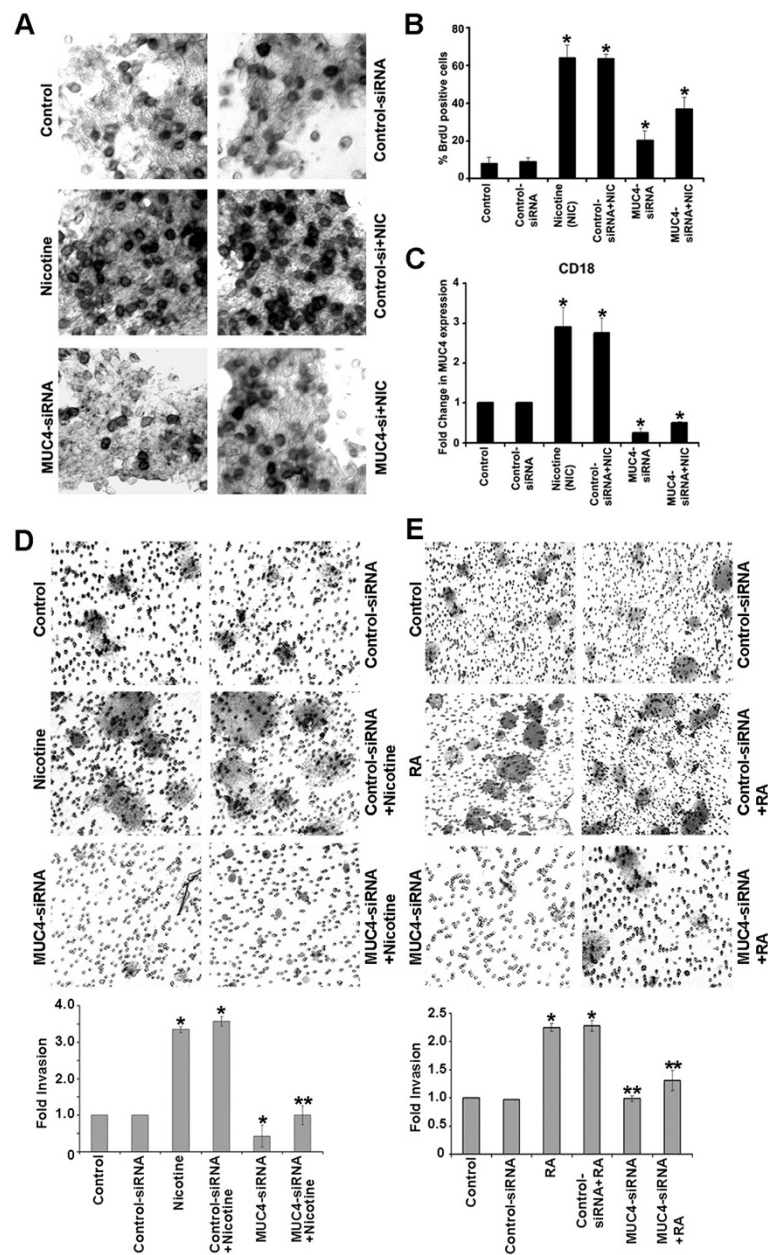 A
Control
Control-siRNA
Nicotine
Control-si+NIC
MUC4-siRNA
MUC4-si+NIC
B
% BrdU positive cells
80
60
40
20
0
*
*
*
*
Control
Control-
siRNA
Nicotine
(NIC)
Control-
siRNA+NIC
MUC4-
siRNA
MUC4-
siRNA+NIC
C
CD18
Fold Change in MUC4 expression
4
3
2
1
0
*
*
*
*
Control
Control-
siRNA
Nicotine
(NIC)
Control-
siRNA+NIC
MUC4-
siRNA
MUC4-
siRNA+NIC
D
Control
Control-siRNA
Nicotine
Control-siRNA
+Nicotine
MUC4-siRNA
MUC4-siRNA
+Nicotine
Fold Invasion
4.0
3.0
2.0
1.0
0
*
*
*
**
Control
Control-siRNA
Nicotine
Control-siRNA
+Nicotine
MUC4-siRNA
MUC4-siRNA
+Nicotine
E
Control
Control-siRNA
RA
Control-siRNA
+RA
MUC4-siRNA
MUC4-siRNA
+RA
Fold Invasion
2.5
2.0
1.5
1.0
0.5
0
*
*
**
**
Control
Control-siRNA
RA
Control-
siRNA+RA
MUC4-siRNA
MUC4-siRNA
+RA